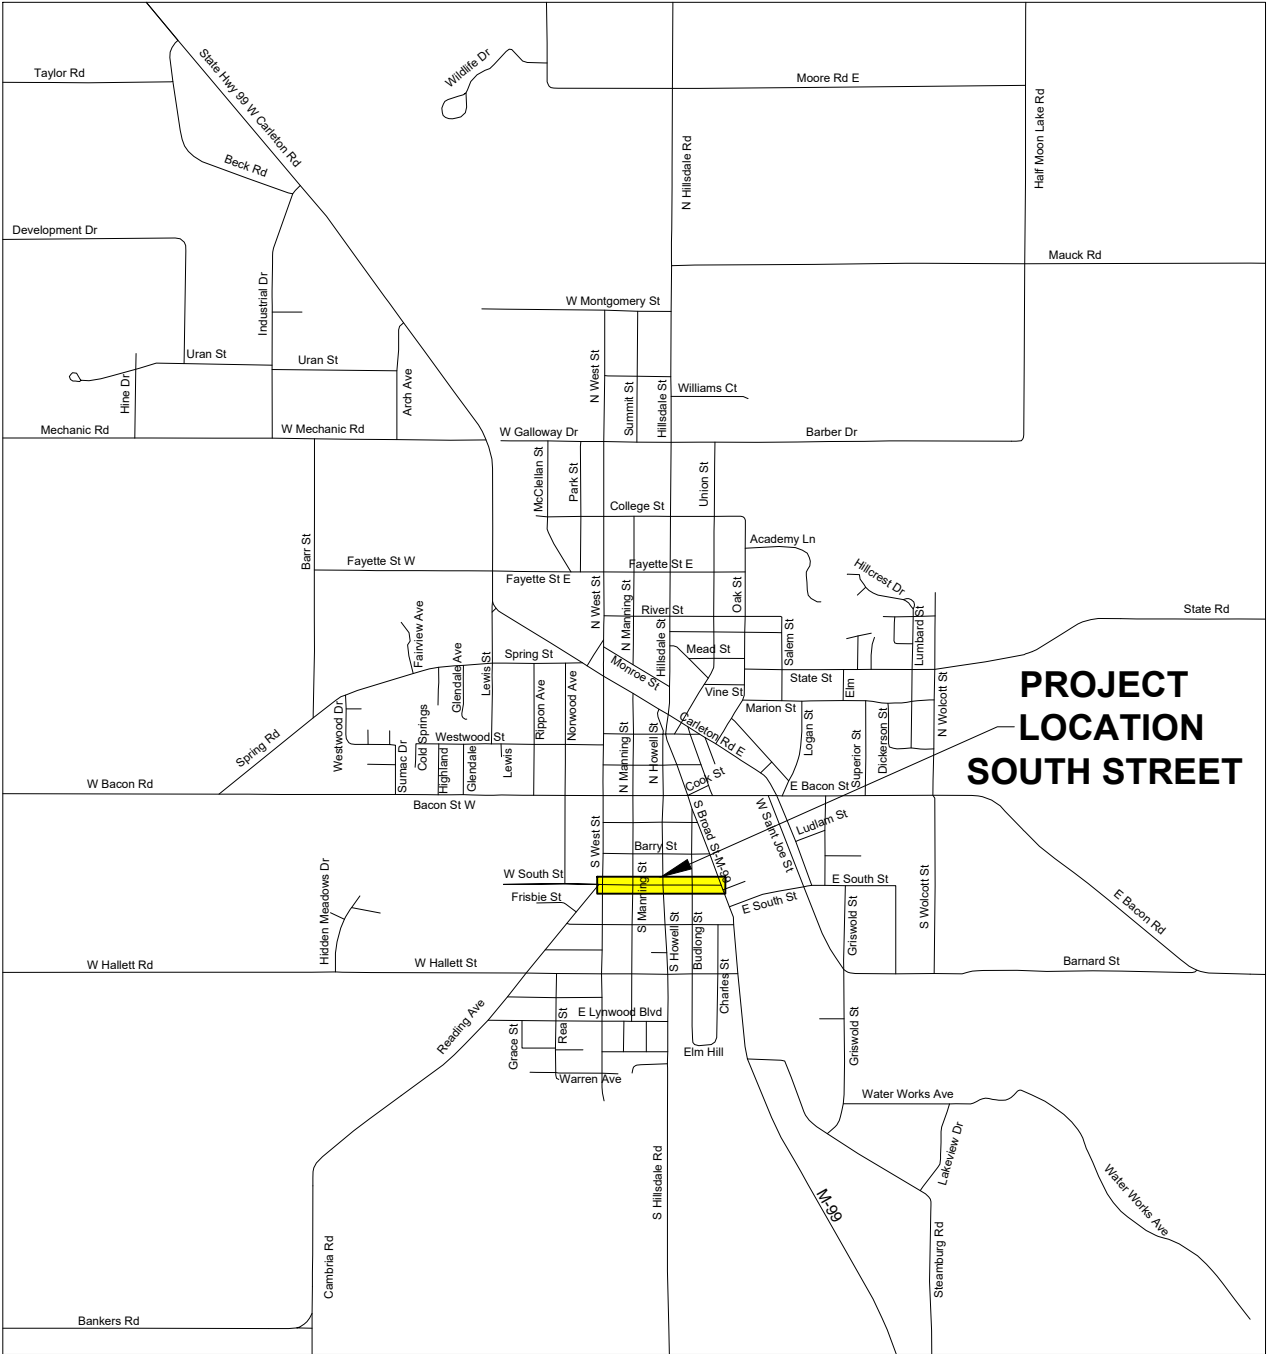 Wildlife Dr
Taylor Rd
State Hwy 99 W Carleton Rd
Moore Rd E
Half Moon Lake Rd
N Hillsdale Rd
Beck Rd
Development Dr
Mauck Rd
Industrial Dr
W Montgomery St
Uran St
Uran St
N West St
Hine Dr
Arch Ave
Summit St
Hillsdale St
Williams Ct
Mechanic Rd
W Mechanic Rd
W Galloway Dr
Barber Dr
McClellan St
Park St
Union St
College St
Barr St
Academy Ln
Fayette St W
Fayette St E
Fayette St E
Hillcrest Dr
N West St
N Manning St
Oak St
River St
State Rd
Fairview Ave
Hillsdale St
Salem St
Lumbard St
Mead St
Glendale Ave
Lewis St
Spring St
Monroe St
State St
Elm
N Wolcott St
PROJECT
LOCATION
SOUTH STREET
Vine St
Marion St
Rippon Ave
Norwood Ave
Westwood Dr
Cold Springs
Carleton Rd E
Logan St
Dickerson St
Spring Rd
Westwood St
N Manning St
N Howell St
Superior St
Sumac Dr
Highland
Glendale
Lewis
Cook St
W Bacon Rd
E Bacon St
Bacon St W
S Broad St-M-99
W Saint Joe St
Ludlam St
S West St
Barry St
W South St
S Manning St
E South St
Hidden Meadows Dr
Frisbie St
E South St
Griswold St
S Wolcott St
E Bacon Rd
S Howell St
Budlong St
W Hallett Rd
W Hallett St
Barnard St
Charles St
Reading Ave
E Lynwood Blvd
Grace St
Rea St
Griswold St
Elm Hill
Warren Ave
Water Works Ave
Lakeview Dr
S Hillsdale Rd
M-99
Water Works Ave
Cambria Rd
Steamburg Rd
Bankers Rd